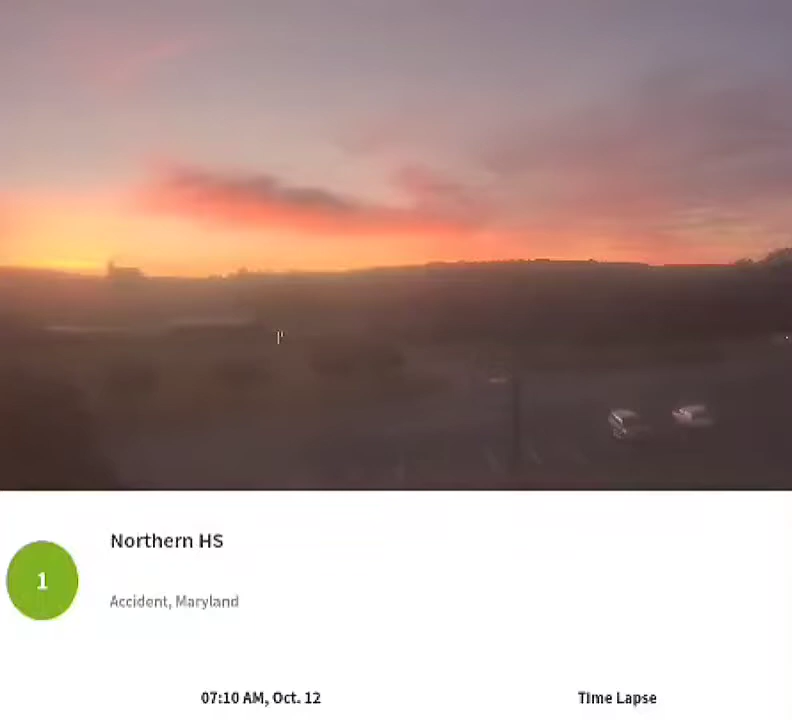 Northern HS
1
Accident, Maryland
07:10 AM, Oct. 12
Time Lapse